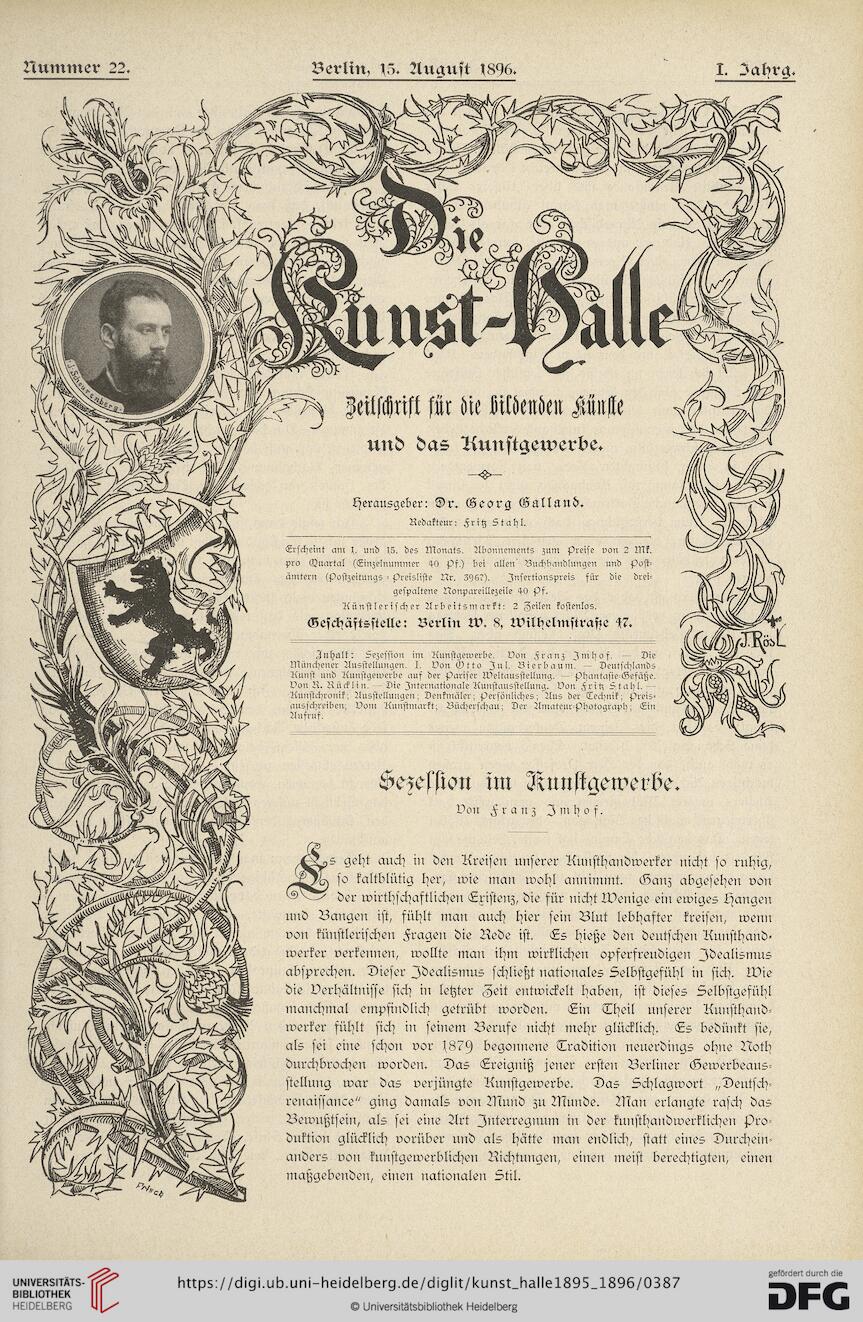 Nummer 22.
Berlin, 15. August 1896.
I. Jahrg.
Die
Kunst-Halle
Scheurenberg.
Zeitschrift für die bildenden Künste
und das Kunstgewerbe.
Herausgeber: Dr. Georg Galland.
Redakteur: Fritz Stahl.
Erscheint am 1. und 15. des Monats. Abonnements zum Preise von 2 Mk.
pro Quartal (Einzelnummer 40 Pf.) bei allen Buchhandlungen und Post-
ämtern (Postzeitungs-Preisliste Nr. 3967). Insertionspreis für die drei-
gespaltene Nonpareillezeile 40 Pf.
Künstlerischer Arbeitsmarkt: 2 Zeilen kostenlos.
Geschäftsstelle: Berlin W. 8, Wilhelmstraße 47.
J. Rösl
Inhalt: Sezession im Kunstgewerbe. Von Franz Imhof. — Die
Münchener Ausstellungen. I. Von Otto Jul. Bierbaum. — Deutschlands
Kunst und Kunstgewerbe auf der Pariser Weltausstellung. — Phantasie-Gefäße.
Von R. Rücklin. — Die Internationale Kunstausstellung. Von Fritz Stahl. —
Kunstchronik; Ausstellungen; Denkmäler; Persönliches; Aus der Technik; Preis-
ausschreiben; Vom Kunstmarkt; Bücherschau; Der Amateur-Photograph; Ein
Aufruf.
Sezession im Kunstgewerbe.
Von Franz Imhof.
Es geht auch in den Kreisen unserer Kunsthandwerker nicht so ruhig,
so kaltblütig her, wie man wohl annimmt. Ganz abgesehen von
der wirthschaftlichen Existenz, die für nicht Wenige ein ewiges Hangen
und Bangen ist, fühlt man auch hier sein Blut lebhafter kreisen, wenn
von künstlerischen Fragen die Rede ist. Es hieße den deutschen Kunsthand-
werker verkennen, wollte man ihm wirklichen opferfreudigen Idealismus
absprechen. Dieser Idealismus schließt nationales Selbstgefühl in sich. Wie
die Verhältnisse sich in letzter Zeit entwickelt haben, ist dieses Selbstgefühl
manchmal empfindlich getrübt worden. Ein Theil unserer Kunsthand-
werker fühlt sich in seinem Berufe nicht mehr glücklich. Es bedünkt sie,
als sei eine schon vor 1879 begonnene Tradition neuerdings ohne Noth
durchbrochen worden. Das Ereigniß jener ersten Berliner Gewerbeaus-
stellung war das verjüngte Kunstgewerbe. Das Schlagwort „Deutsch-
renaissance“ ging damals von Mund zu Munde. Man erlangte rasch das
Bewußtsein, als sei eine Art Interregnum in der kunsthandwerklichen Pro-
duktion glücklich vorüber und als hätte man endlich, statt eines Durchein-
anders von kunstgewerblichen Richtungen, einen meist berechtigten, einen
maßgebenden, einen nationalen Stil.
UNIVERSITÄTS-
BIBLIOTHEK
HEIDELBERG
https://digi.ub.uni-heidelberg.de/diglit/kunst_halle1895_1896/0387
© Universitätsbibliothek Heidelberg
gefördert durch die
DFG